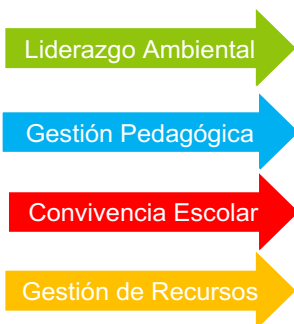 Liderazgo Ambiental
Gestión Pedagógica
Convivencia Escolar
Gestión de Recursos